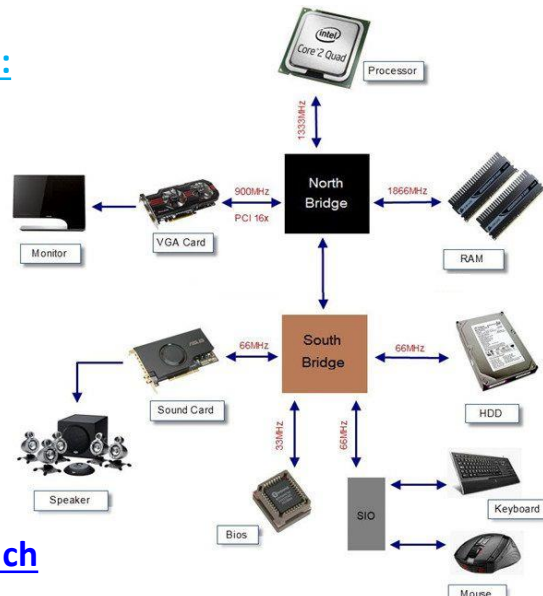 :
intel
Core 2 Quad
Processor
1333MHz
North
Bridge
900MHz
PCI 16x
1866MHz
Monitor
VGA Card
RAM
South
Bridge
66MHz
66MHz
ASUS
Sound Card
HDD
33MHz
66MHz
Speaker
Bios
SIO
Keyboard
Mouse
ch